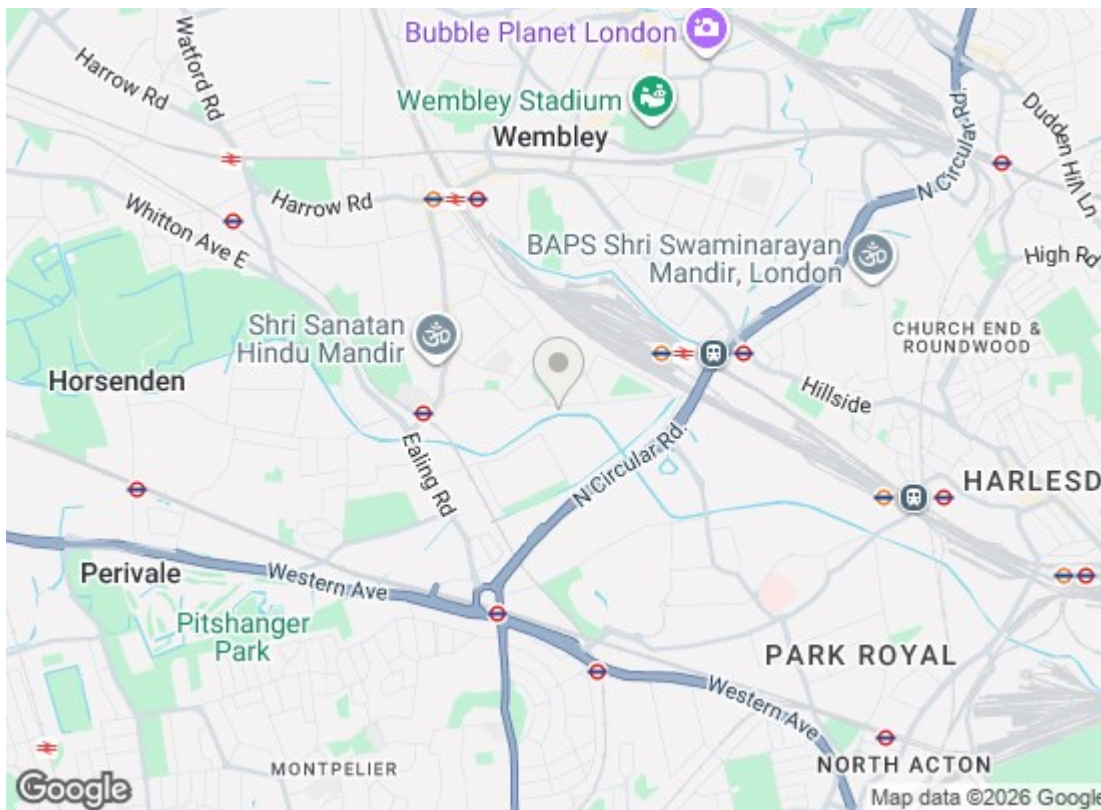 Bubble Planet London
Watford Rd
Harrow Rd
Wembley Stadium
Wembley
N Circular Rd.
Dudden Hill Ln
Harrow Rd
Whitton Ave E
BAPS Shri Swaminarayan
Mandir, London
High Rd
Shri Sanatan
Hindu Mandir
CHURCH END &
ROUNDWOOD
Horsenden
Hillside
Ealing Rd
N Circular Rd.
HARLESD
Perivale
Western Ave
Pitshanger
Park
PARK ROYAL
Western Ave
MONTPELIER
NORTH ACTON
Google
Map data ©2026 Google